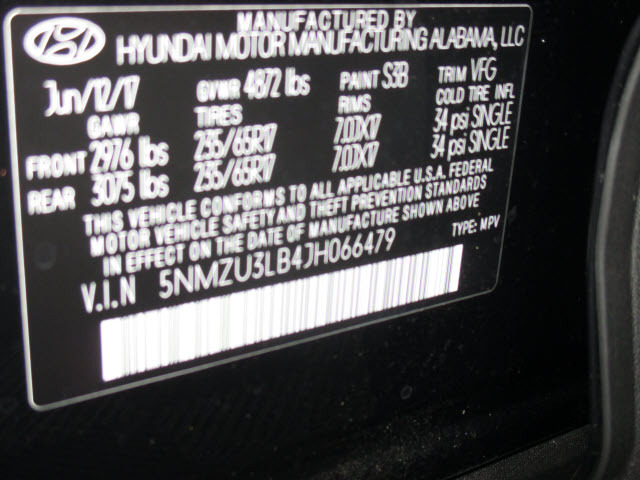 MANUFACTURED BY
HYUNDAI MOTOR MANUFACTURING ALABAMA, LLC
Jun/12/17 GVWR 4872 lbs PAINT S3B TRIM VFG
GAWR TIRES RIMS COLD TIRE INFL
FRONT 2976 lbs 235/65R17 7.0JX17 34 psi SINGLE
REAR 3075 lbs 235/65R17 7.0JX17 34 psi SINGLE
THIS VEHICLE CONFORMS TO ALL APPLICABLE U.S.A. FEDERAL
MOTOR VEHICLE SAFETY AND THEFT PREVENTION STANDARDS
IN EFFECT ON THE DATE OF MANUFACTURE SHOWN ABOVE
TYPE: MPV
V.I.N 5NMZU3LB4JH066479